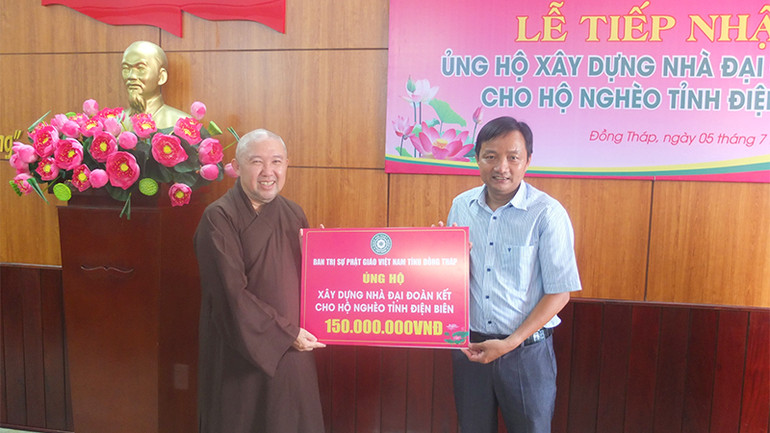 LỄ TIẾP NHẬ
ỦNG HỘ XÂY DỰNG NHÀ ĐẠI
CHO HỘ NGHÈO TỈNH ĐIỆN
Đồng Tháp, ngày 05 tháng 7
BAN TRỊ SỰ PHẬT GIÁO VIỆT NAM TỈNH ĐỒNG THÁP
ỦNG HỘ
XÂY DỰNG NHÀ ĐẠI ĐOÀN KẾT
CHO HỘ NGHÈO TỈNH ĐIỆN BIÊN
150.000.000VNĐ